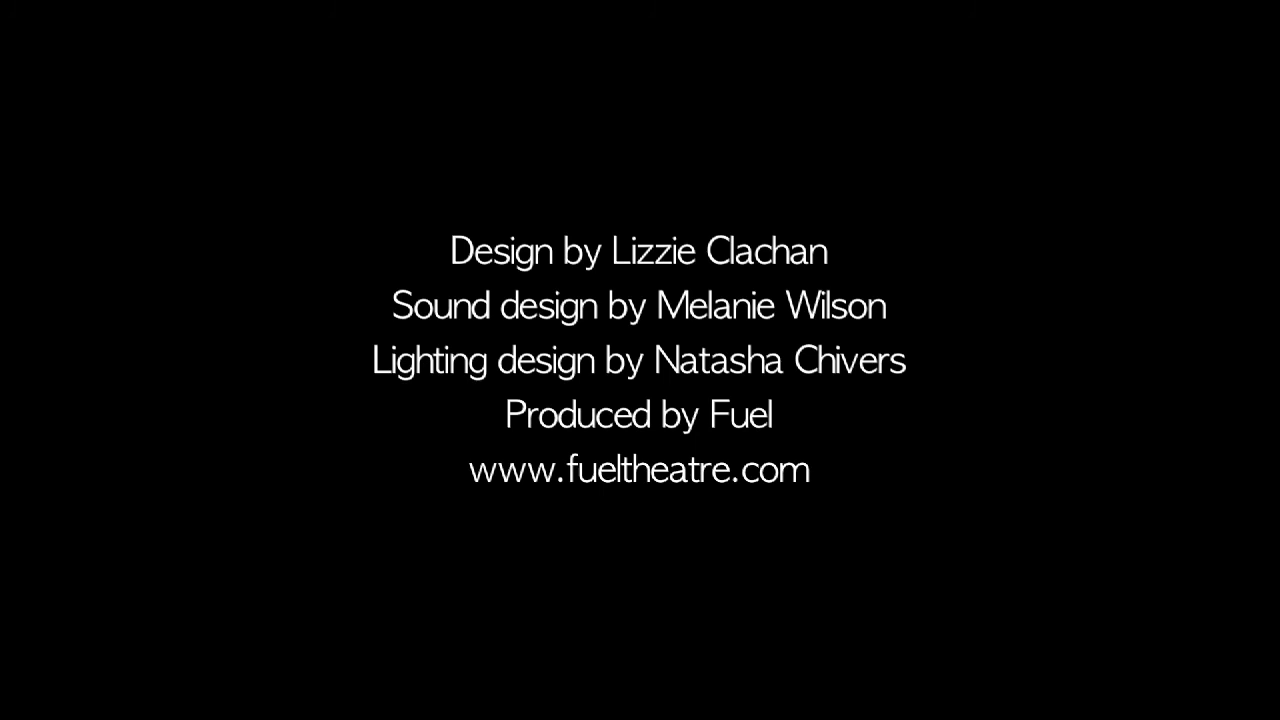 Design by Lizzie Clachan
Sound design by Melanie Wilson
Lighting design by Natasha Chivers
Produced by Fuel
www.fueltheatre.com